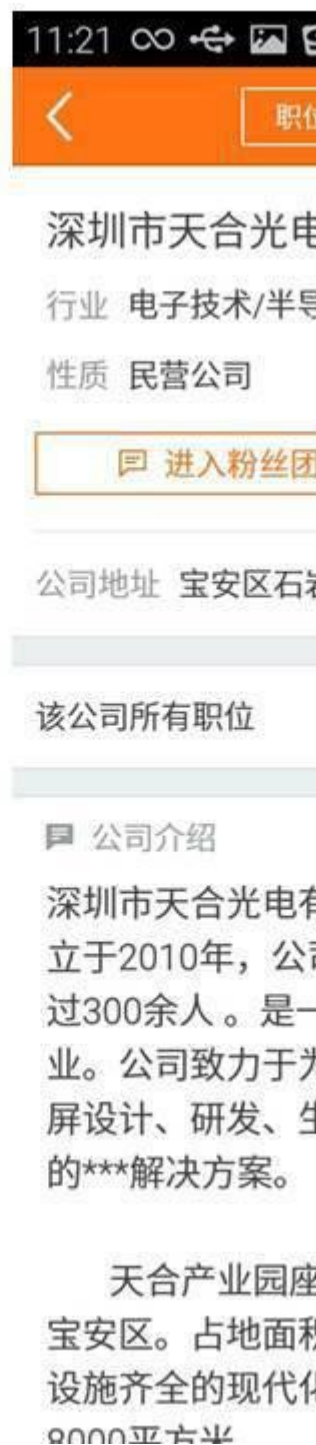 11:21
职位
深圳市天合光电
行业 电子技术/半导
性质 民营公司
进入粉丝团
公司地址 宝安区石岩
该公司所有职位
公司介绍
深圳市天合光电有
立于2010年，公司
过300余人。是一
业。公司致力于为
屏设计、研发、生
的***解决方案。
天合产业园座
宝安区。占地面积
设施齐全的现代化
8000平方米